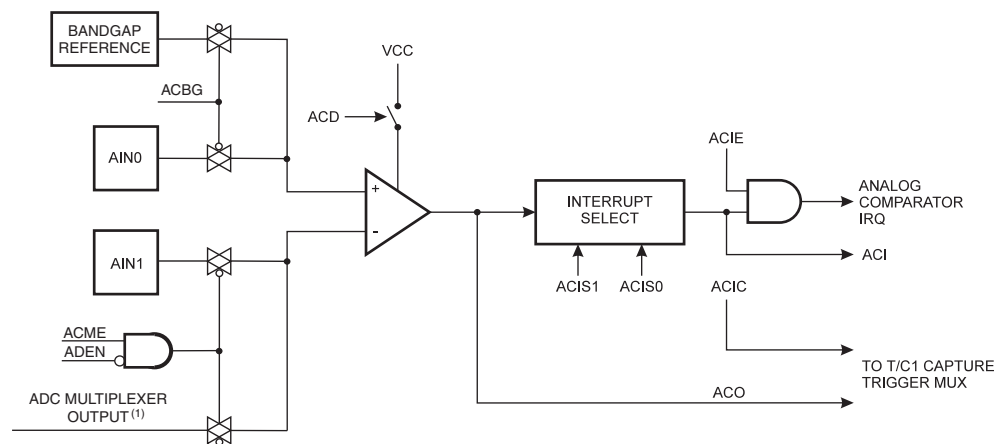 BANDGAP
REFERENCE
ACBG
AIN0
AIN1
ACME
ADEN
ADC MULTIPLEXER
OUTPUT (1)
VCC
ACD
+
-
INTERRUPT
SELECT
ACIS1
ACIS0
ACIE
ANALOG
COMPARATOR
IRQ
ACI
ACIC
TO T/C1 CAPTURE
TRIGGER MUX
ACO